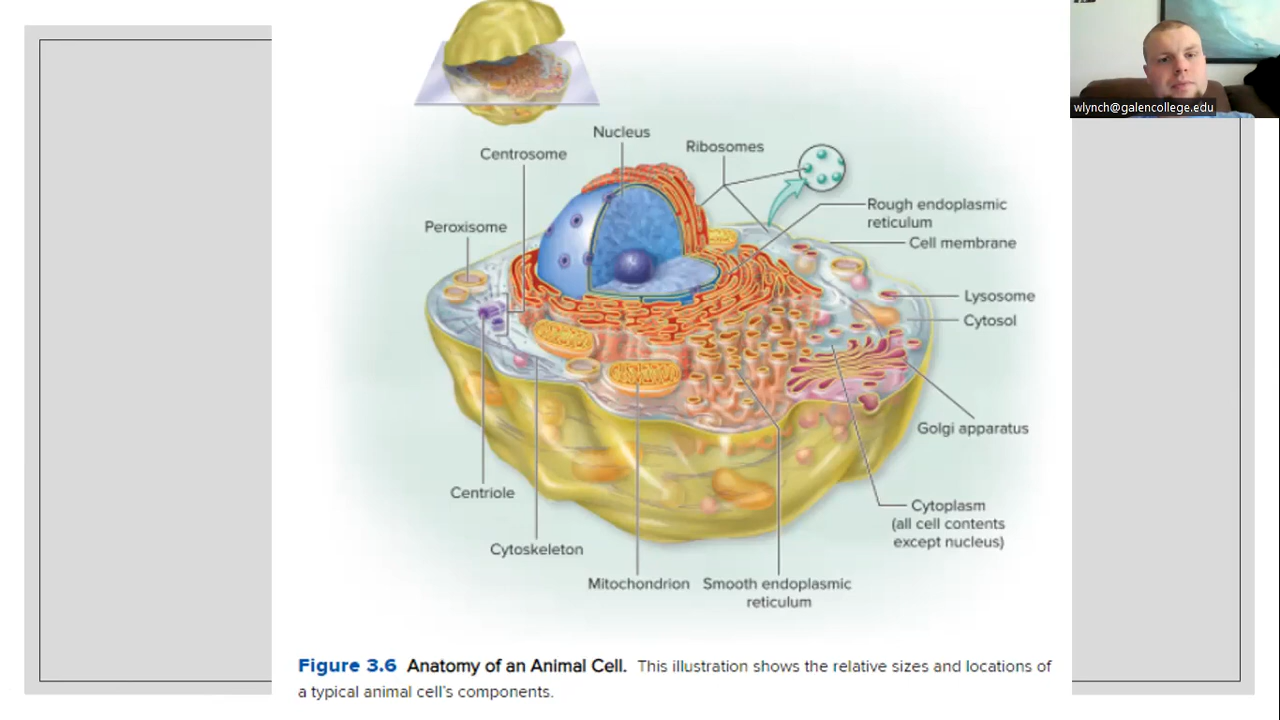 wlynch@galencollege.edu
Nucleus
Centrosome
Ribosomes
Peroxisome
Rough endoplasmic
reticulum
Cell membrane
Lysosome
Cytosol
Golgi apparatus
Centriole
Cytoplasm
(all cell contents
except nucleus)
Cytoskeleton
Mitochondrion
Smooth endoplasmic
reticulum
Figure 3.6 Anatomy of an Animal Cell. This illustration shows the relative sizes and locations of
a typical animal cell's components.